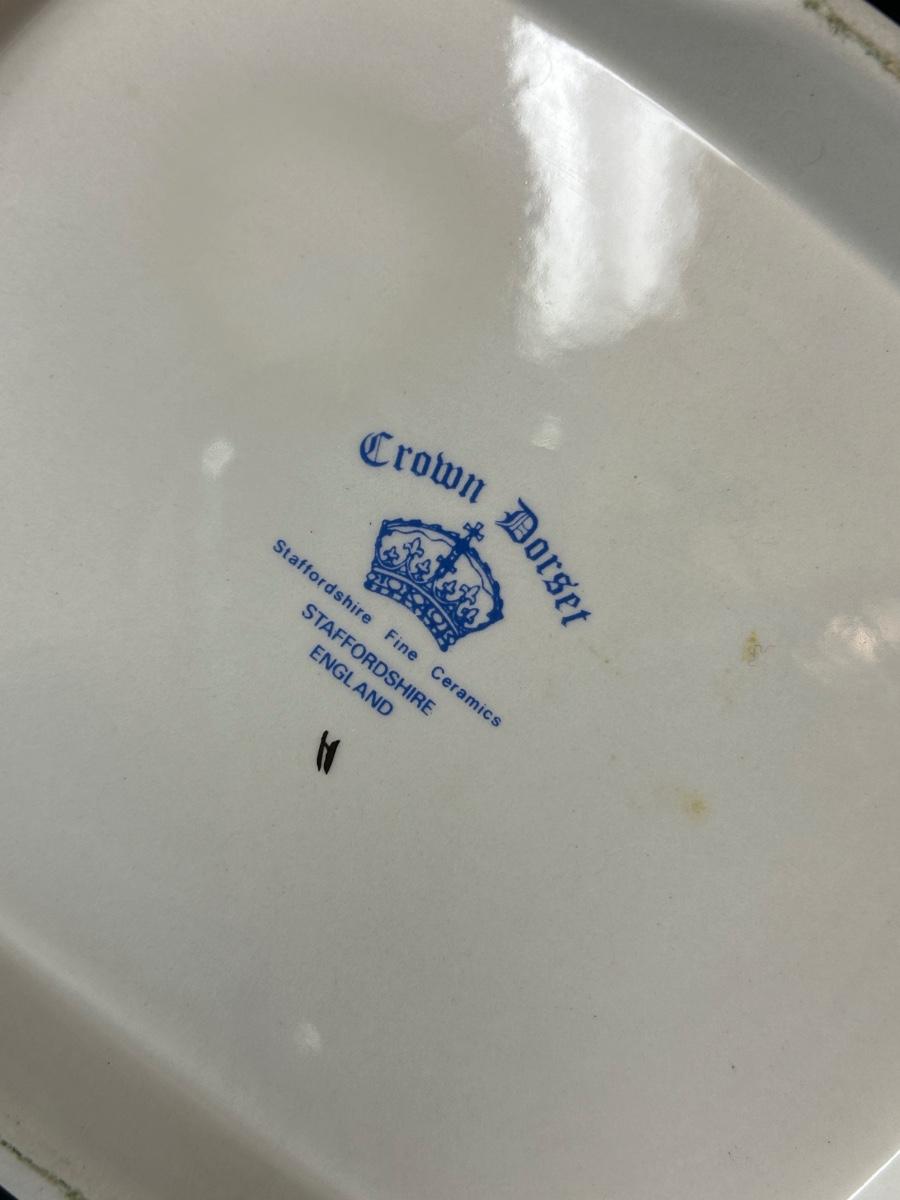 Crown Dorset
Staffordshire Fine Ceramics
STAFFORDSHIRE
ENGLAND